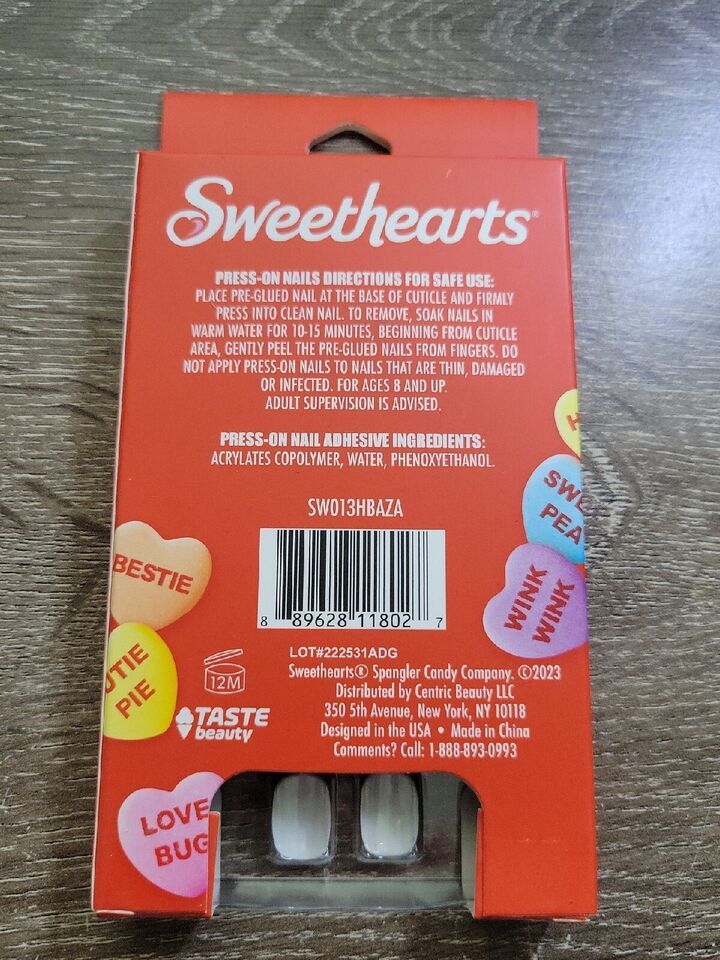 Sweethearts®
PRESS-ON NAILS DIRECTIONS FOR SAFE USE:
PLACE PRE-GLUED NAIL AT THE BASE OF CUTICLE AND FIRMLY
PRESS INTO CLEAN NAIL. TO REMOVE, SOAK NAILS IN
WARM WATER FOR 10-15 MINUTES, BEGINNING FROM CUTICLE
AREA, GENTLY PEEL THE PRE-GLUED NAILS FROM FINGERS. DO
NOT APPLY PRESS-ON NAILS TO NAILS THAT ARE THIN, DAMAGED
OR INFECTED. FOR AGES 8 AND UP.
ADULT SUPERVISION IS ADVISED.
PRESS-ON NAIL ADHESIVE INGREDIENTS:
ACRYLATES COPOLYMER, WATER, PHENOXYETHANOL.
SW013HBAZA
8 89628 11802 7
LOT#222531ADG
Sweethearts® Spangler Candy Company. ©2023
Distributed by Centric Beauty LLC
350 5th Avenue, New York, NY 10118
Designed in the USA • Made in China
Comments? Call: 1-888-893-0993
12M
TASTE
beauty
BESTIE
UTIE
PIE
LOVE
BUG
H
SWE
PEA
WINK
WINK